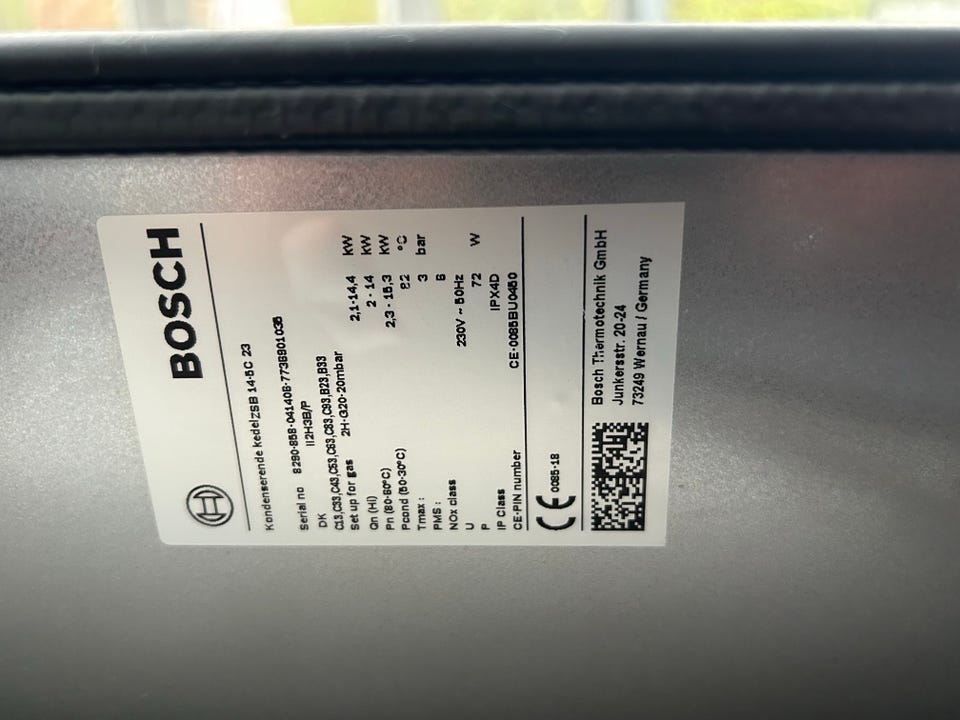 BOSCH
Kondenserende kedel ZSB 14-5C 23
Serial no 8290-858-041406-7736901035
DK II2H3B/P
C13,C33,C43,C53,C63,C83,C93,B23,B33
Set up for gas 2H-G20-20mbar
Qn (Hi) 2,1-14,4 kW
Pn (80-60°C) 2 - 14 kW
Pcond (50-30°C) 2,3 - 15,3 kW
Tmax : 82 °C
PMS : 3 bar
NOx class 6
U 230V ~ 50Hz
P 72 W
IP Class IPX4D
CE-PIN number CE-0085BU0450
CE 0085-18
Bosch Thermotechnik GmbH
Junkersstr. 20-24
73249 Wernau / Germany